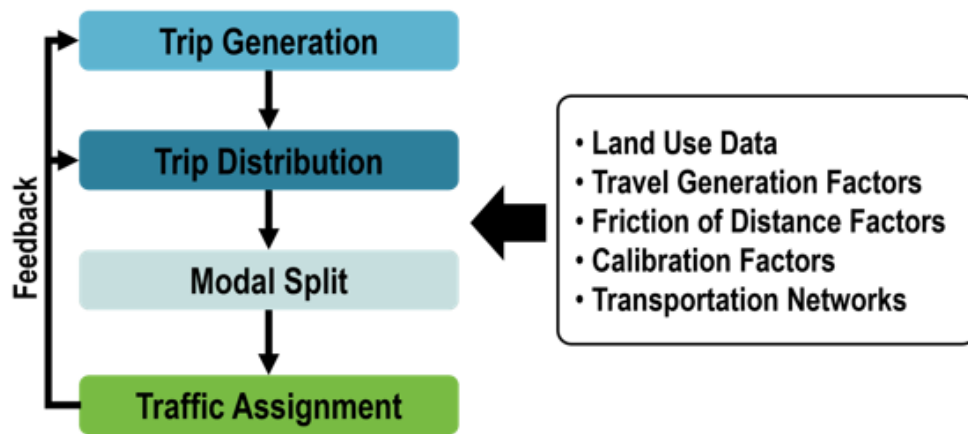 Trip Generation
Trip Distribution
Modal Split
Traffic Assignment
Feedback
• Land Use Data
• Travel Generation Factors
• Friction of Distance Factors
• Calibration Factors
• Transportation Networks